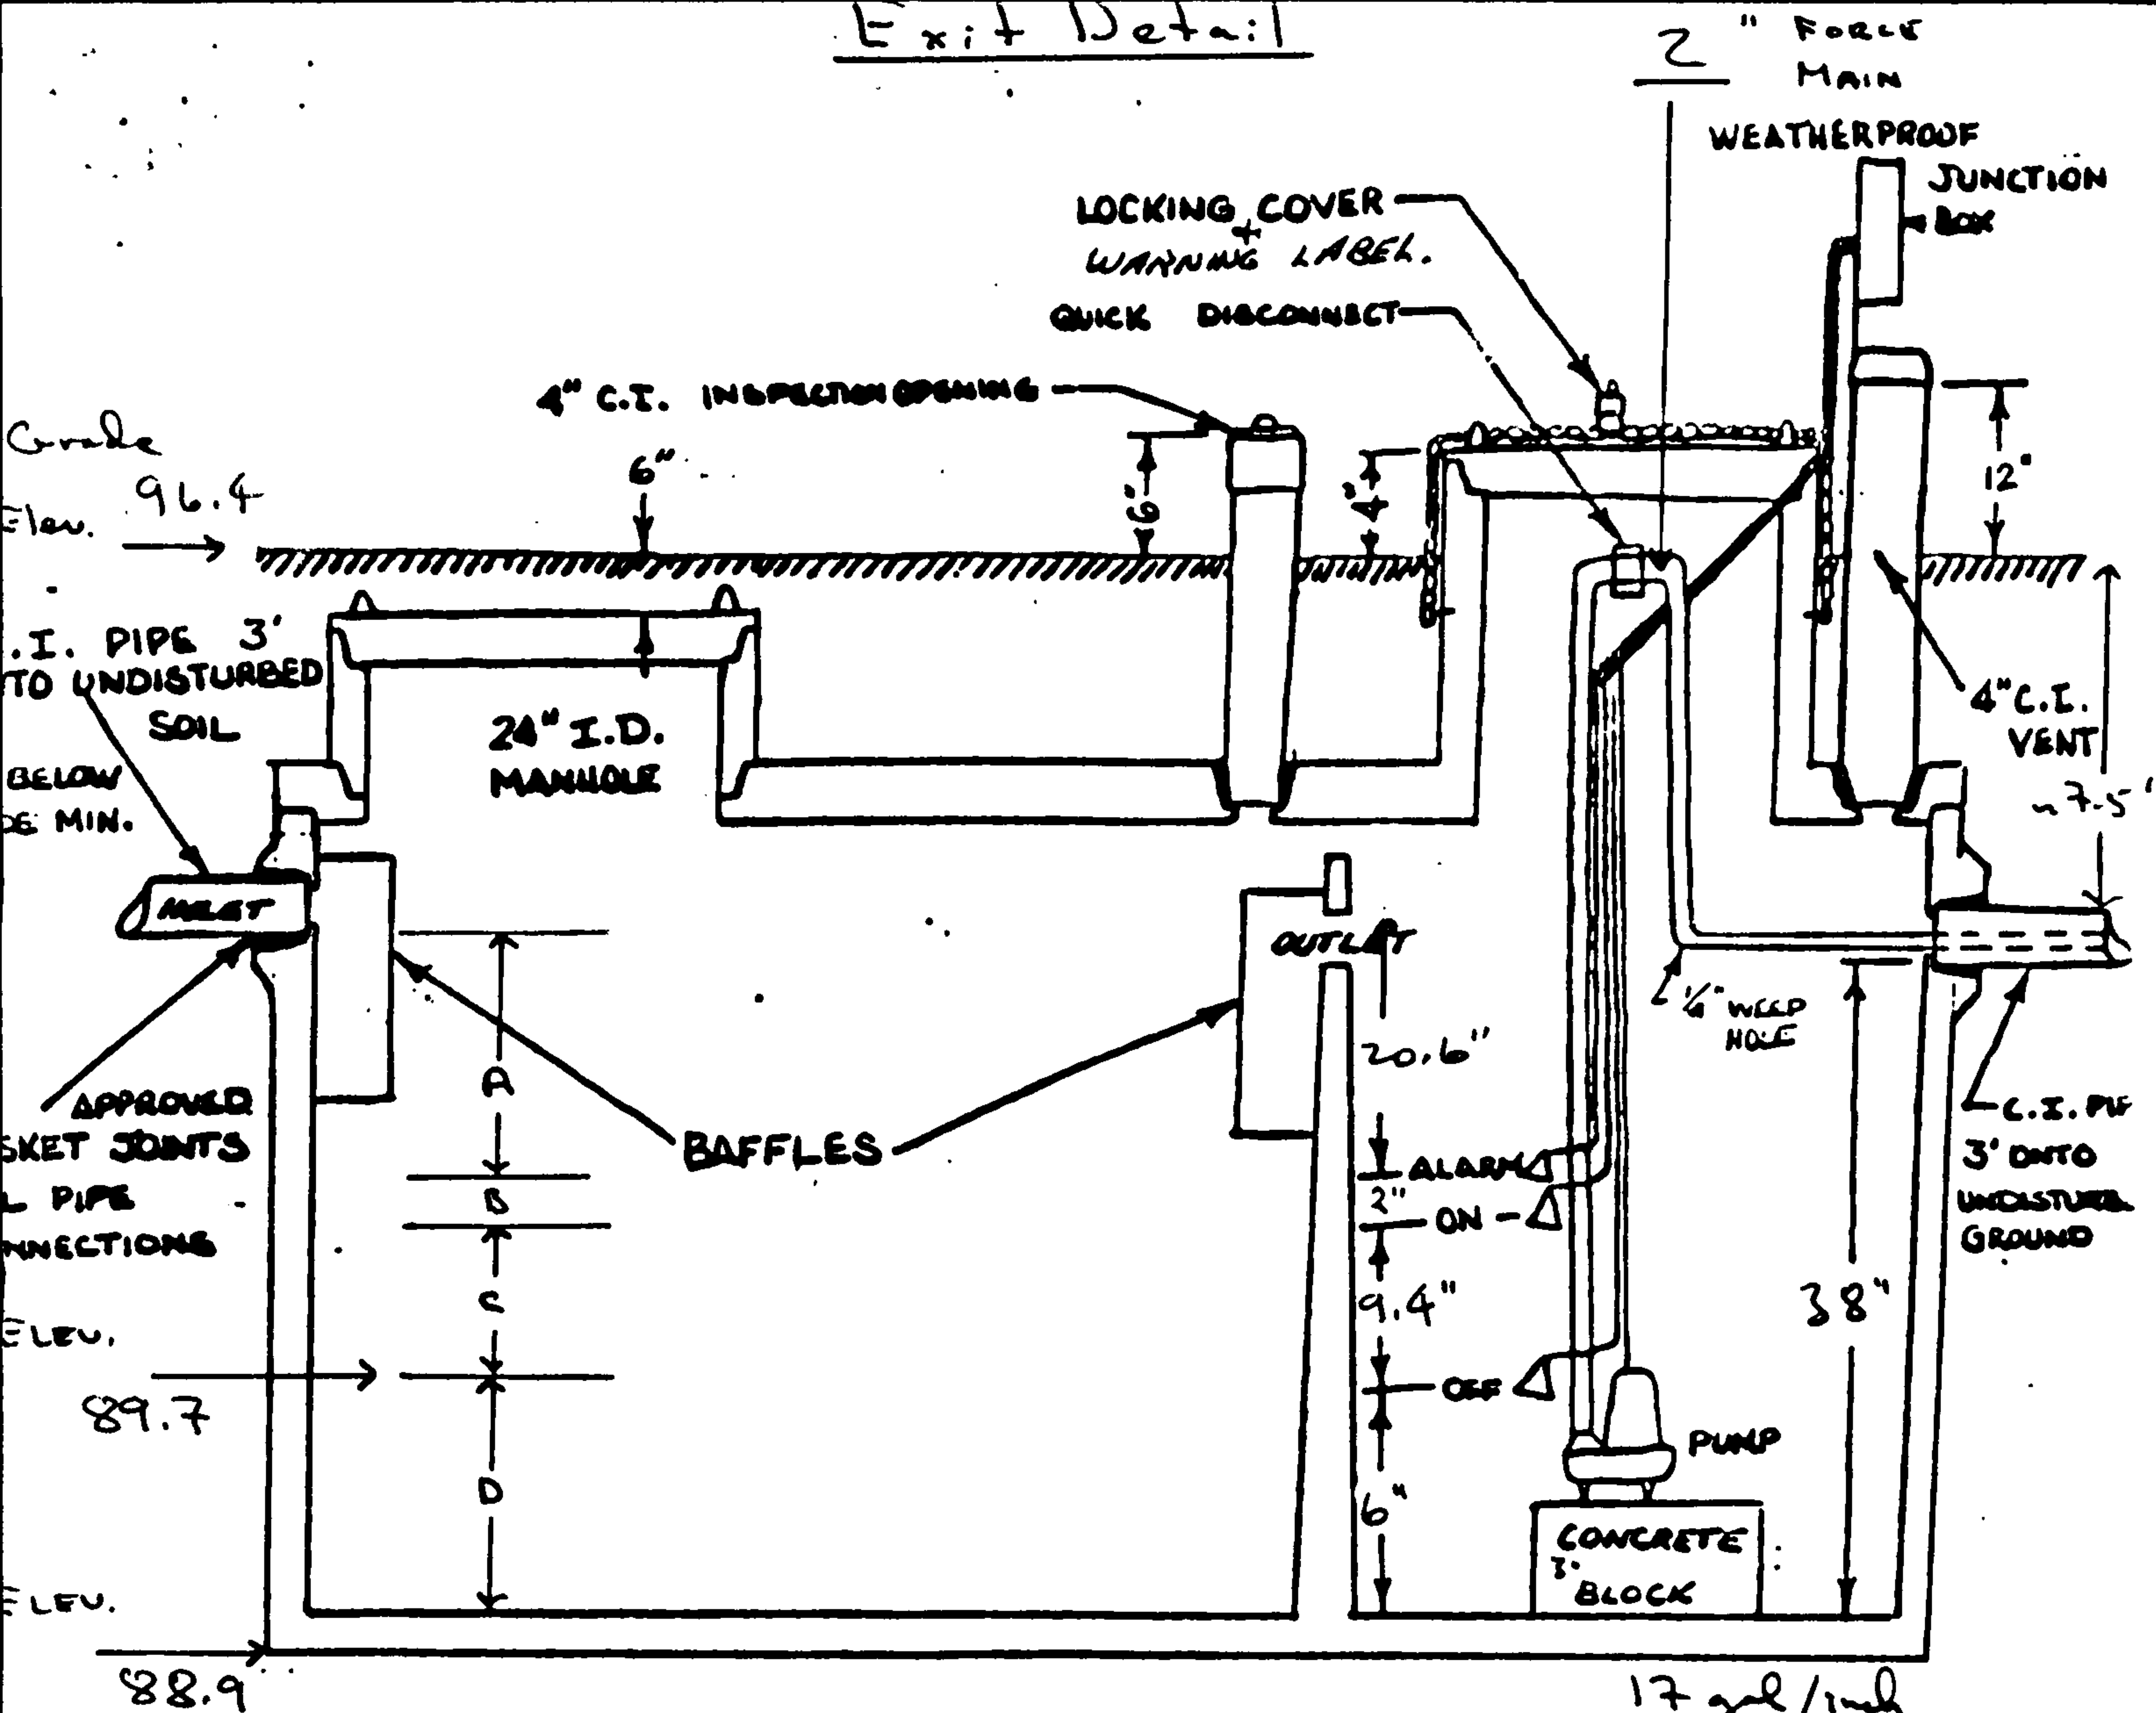 Exit Detail
2 " FORCE
MAIN
WEATHERPROOF
JUNCTION
BOX
LOCKING COVER
+
WARNING LABEL.
QUICK DISCONNECT
4" C.I. INSPECTION OPENING
Grade
Elev. 96.4
6"
6"
4"
12"
.I. PIPE 3'
TO UNDISTURBED
SOIL
24" I.D.
MANHOLE
4" C.I.
VENT
BELOW
DE MIN.
~7.5'
INLET
OUTLET
1/4" WEEP
HOLE
20.6"
A
APPROVED
SKET JOINTS
L PIPE
NNECTIONS
BAFFLES
C.I. PIP
3' ONTO
UNDISTURB
GROUND
ALARM
B
2"
ON
C
9.4"
38"
ELEV.
89.7
OFF
PUMP
D
6"
CONCRETE
3"
BLOCK
ELEV.
88.9
17 gal/inch